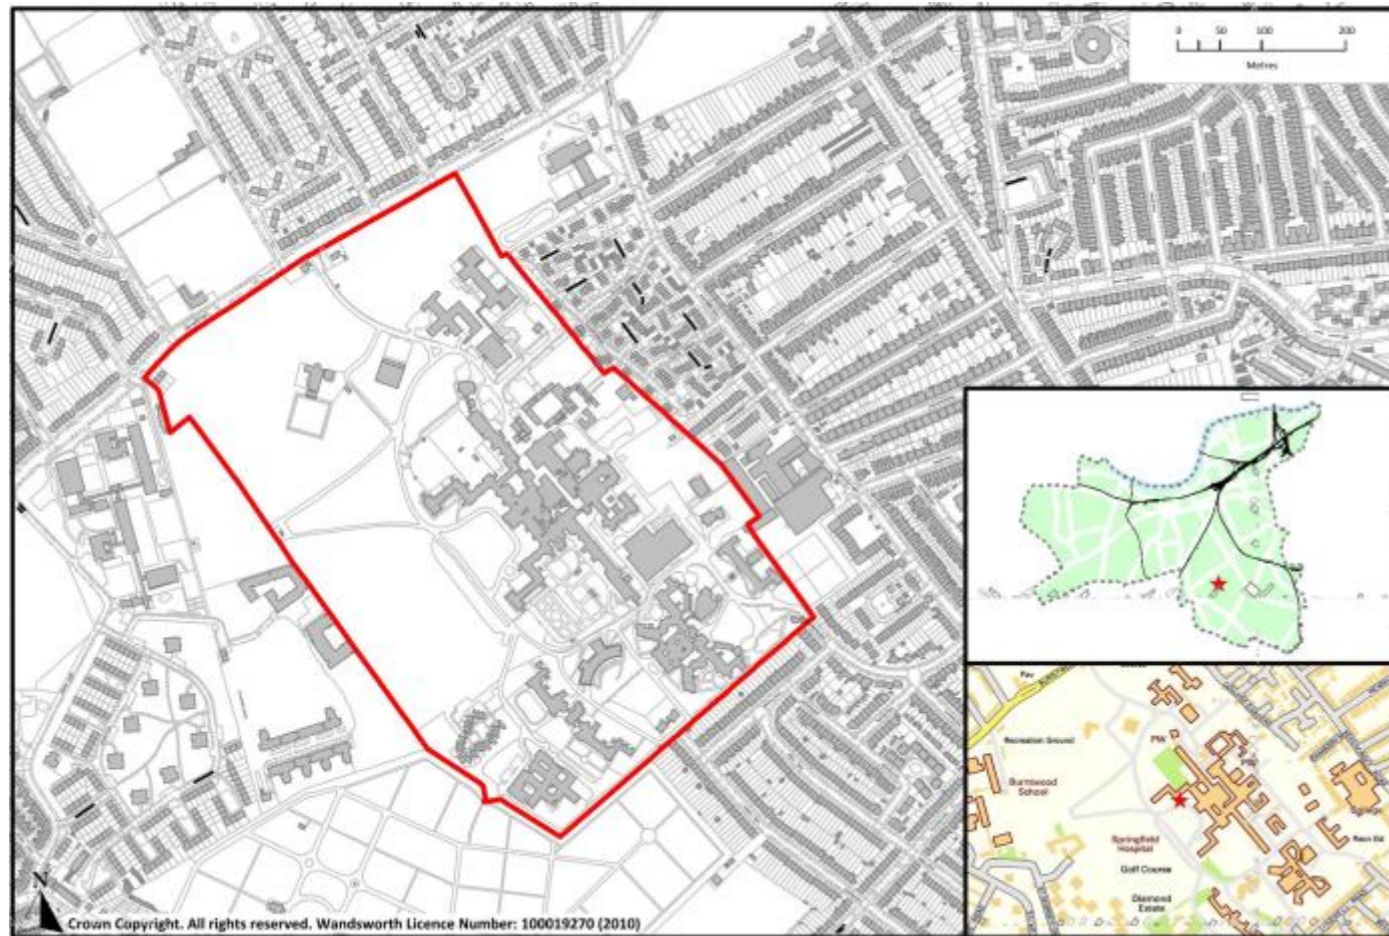 0 50 100 200
Metres
Recreation Ground
Burntwood
School
Springfield
Hospital
Golf Course
Diamond
Estate
N
Crown Copyright. All rights reserved. Wandsworth Licence Number: 100019270 (2010)